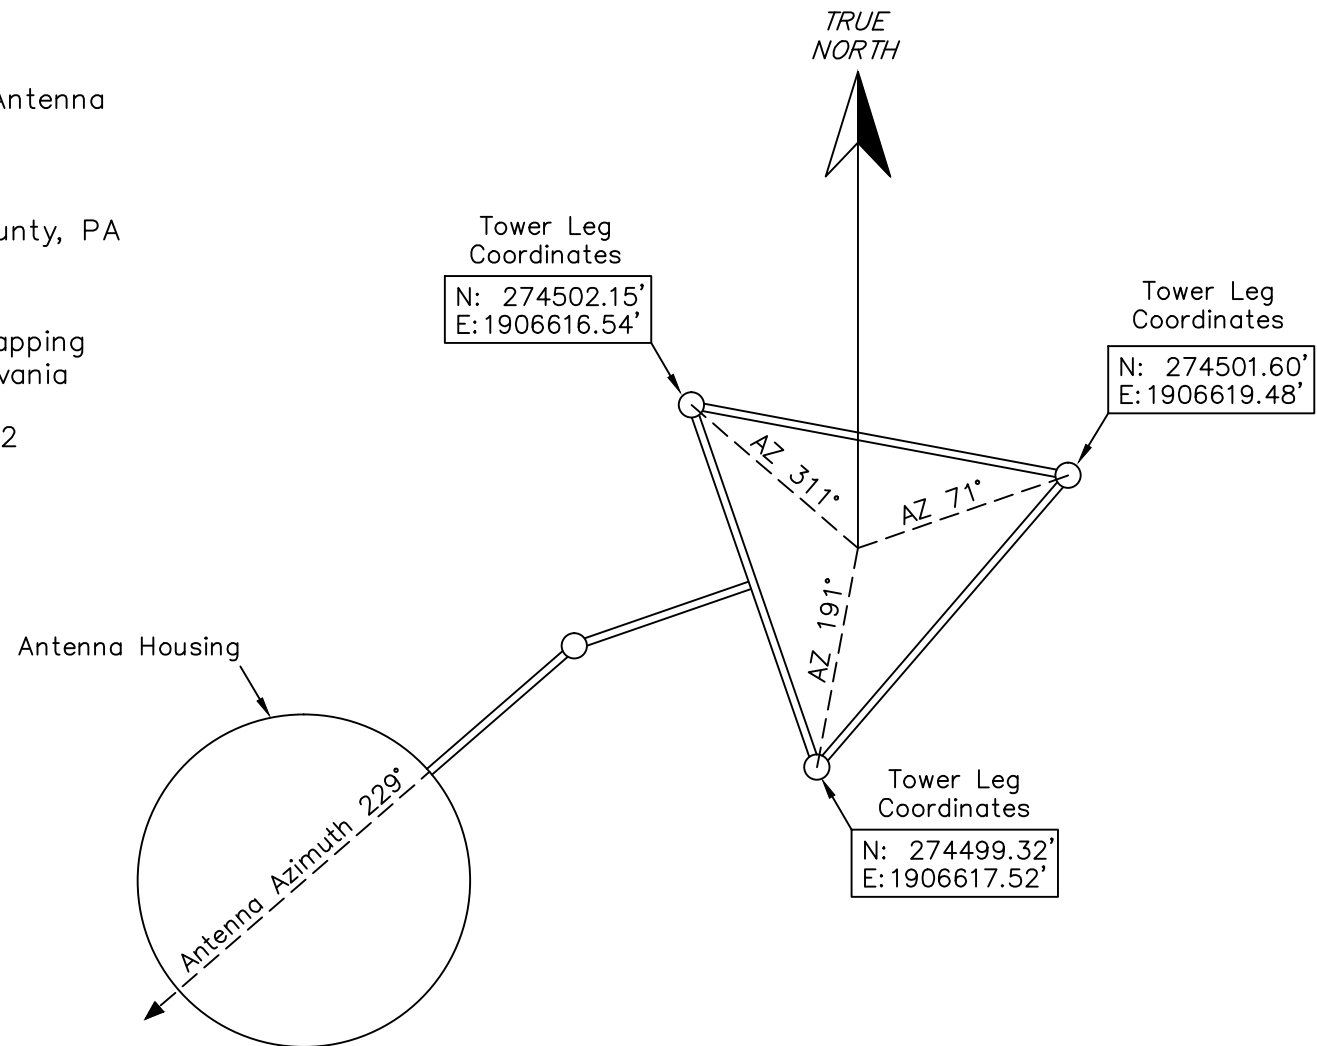 TRUE
NORTH
Antenna
unty, PA
apping
vania
2
Tower Leg
Coordinates
N: 274502.15'
E:1906616.54'
Tower Leg
Coordinates
N: 274501.60'
E:1906619.48'
AZ 311°
AZ 71°
AZ 191°
Antenna Housing
Antenna Azimuth 229°
Tower Leg
Coordinates
N: 274499.32'
E:1906617.52'